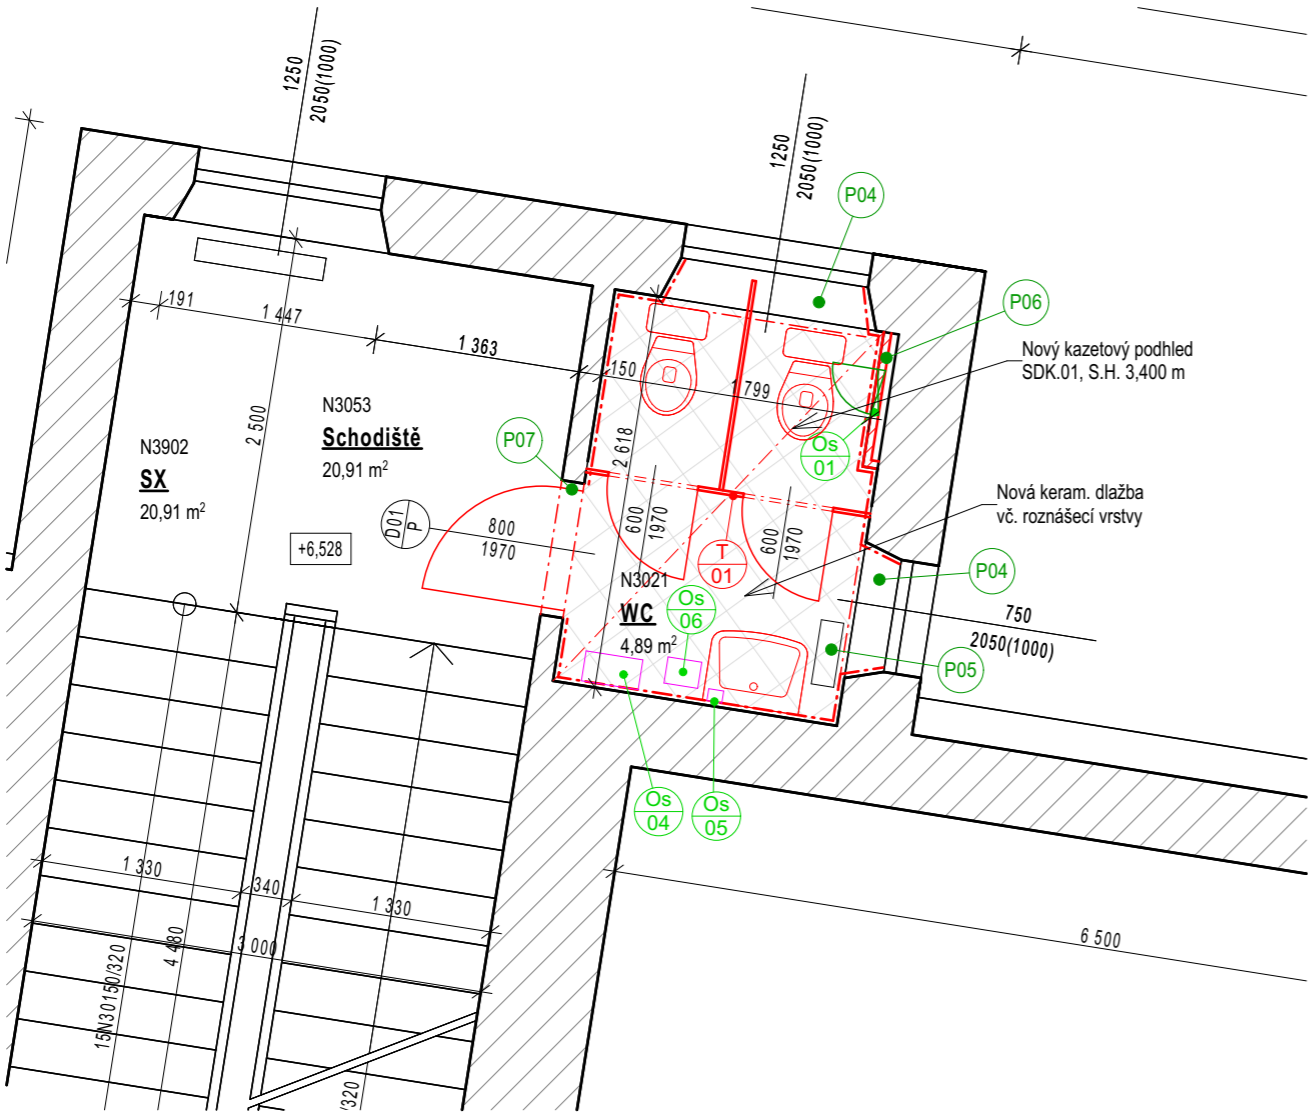 1250
2050(1000)
1250
2050(1000)
P04
P06
Nový kazetový podhled
SDK.01, S.H. 3,400 m
191
1 447
1 363
150
1 799
2 500
N3053
Schodiště
20,91 m²
N3902
SX
20,91 m²
P07
2 618
Os
01
Nová keram. dlažba
vč. roznášecí vrstvy
D01
P
800
1970
600
1970
600
1970
T
01
+6,528
N3021
WC
4,89 m²
Os
06
P04
750
2050(1000)
P05
Os
04
Os
05
1 330
340
1 330
3 000
4 480
15N30150/320
6 500
/320